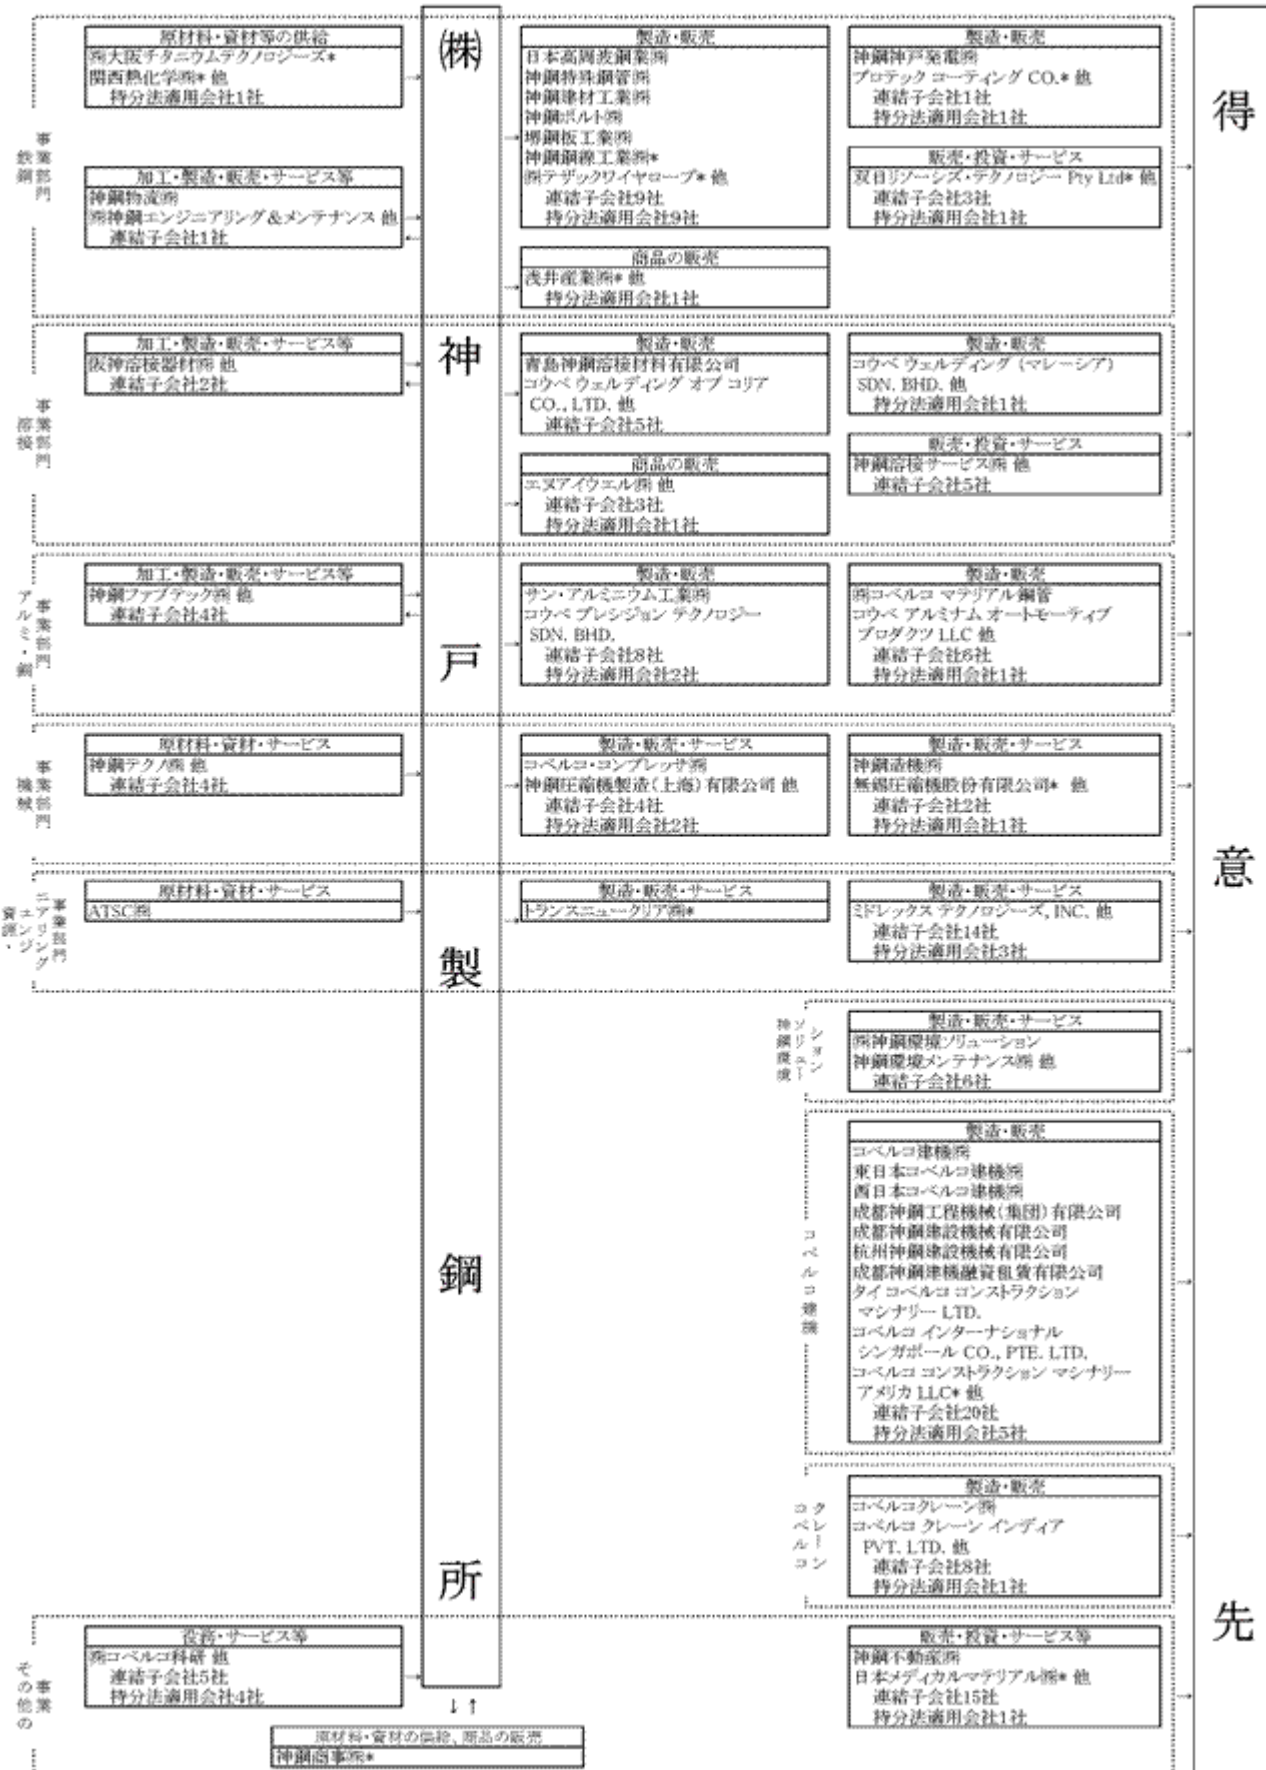 ㈱神戸製鋼所
得意先
鉄鋼
事業部門
原材料・資材等の供給
㈱大阪チタニウムテクノロジーズ*
関西熱化学㈱* 他
持分法適用会社1社
加工・製造・販売・サービス等
神鋼物流㈱
㈱神鋼エンジニアリング&メンテナンス 他
連結子会社1社
製造・販売
日本高周波鋼業㈱
神鋼特殊鋼管㈱
神鋼建材工業㈱
神鋼ボルト㈱
堺鋼板工業㈱
神鋼鋼線工業㈱*
㈱テザックワイヤロープ* 他
連結子会社9社
持分法適用会社9社
商品の販売
浅井産業㈱* 他
持分法適用会社1社
製造・販売
神鋼神戸発電㈱
プロテック コーティング CO.* 他
連結子会社1社
持分法適用会社1社
販売・投資・サービス
双日リソーシズ・テクノロジー Pty Ltd* 他
連結子会社3社
持分法適用会社1社
溶接
事業部門
加工・製造・販売・サービス等
阪神溶接器材㈱ 他
連結子会社2社
製造・販売
青島神鋼溶接材料有限公司
コウベ ウェルディング オブ コリア
CO., LTD. 他
連結子会社5社
商品の販売
エヌアイウエル㈱ 他
連結子会社3社
持分法適用会社1社
製造・販売
コウベ ウェルディング (マレーシア)
SDN. BHD. 他
持分法適用会社1社
販売・投資・サービス
神鋼溶接サービス㈱ 他
連結子会社5社
アルミ・銅
事業部門
加工・製造・販売・サービス等
神鋼ファブテック㈱ 他
連結子会社4社
製造・販売
サン・アルミニウム工業㈱
コウベ プレシジョン テクノロジー
SDN. BHD.
連結子会社8社
持分法適用会社2社
製造・販売
㈱コベルコ マテリアル銅管
コウベ アルミナム オートモーティブ
プロダクツ LLC 他
連結子会社6社
持分法適用会社1社
機械
事業部門
原材料・資材・サービス
神鋼テクノ㈱ 他
連結子会社4社
製造・販売・サービス
コベルコ・コンプレッサ㈱
神鋼圧縮機製造(上海)有限公司 他
連結子会社4社
持分法適用会社2社
製造・販売・サービス
神鋼造機㈱
無錫圧縮機股份有限公司* 他
連結子会社2社
持分法適用会社1社
資源・
エンジ
ニアリング
事業部門
原材料・資材・サービス
ATSC㈱
製造・販売・サービス
トランスニュークリア㈱*
製造・販売・サービス
ミドレックス テクノロジーズ, INC. 他
連結子会社14社
持分法適用会社3社
神鋼環境
ソリュー
ション
製造・販売・サービス
㈱神鋼環境ソリューション
神鋼環境メンテナンス㈱ 他
連結子会社6社
コベルコ建機
製造・販売
コベルコ建機㈱
東日本コベルコ建機㈱
西日本コベルコ建機㈱
成都神鋼工程機械(集団)有限公司
成都神鋼建設機械有限公司
杭州神鋼建設機械有限公司
成都神鋼建機融資租賃有限公司
タイ コベルコ コンストラクション
マシナリー LTD.
コベルコ インターナショナル
シンガポール CO., PTE. LTD.
コベルコ コンストラクション マシナリー
アメリカ LLC* 他
連結子会社20社
持分法適用会社5社
コベルコ
クレーン
製造・販売
コベルコクレーン㈱
コベルコ クレーン インディア
PVT. LTD. 他
連結子会社8社
持分法適用会社1社
その他の
事業
役務・サービス等
㈱コベルコ科研 他
連結子会社5社
持分法適用会社4社
販売・投資・サービス等
神鋼不動産㈱
日本メディカルマテリアル㈱* 他
連結子会社15社
持分法適用会社1社
原材料・資材の供給、商品の販売
神鋼商事㈱*